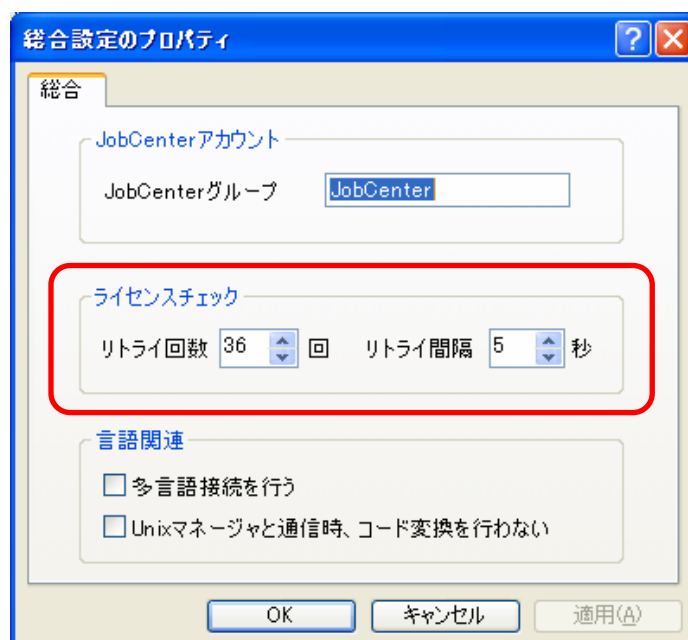 総合設定のプロパティ
総合
JobCenterアカウント
JobCenterグループ JobCenter
ライセンスチェック
リトライ回数 36 回 リトライ間隔 5 秒
言語関連
多言語接続を行う
Unixマネージャと通信時、コード変換を行わない
OK キャンセル 適用(A)